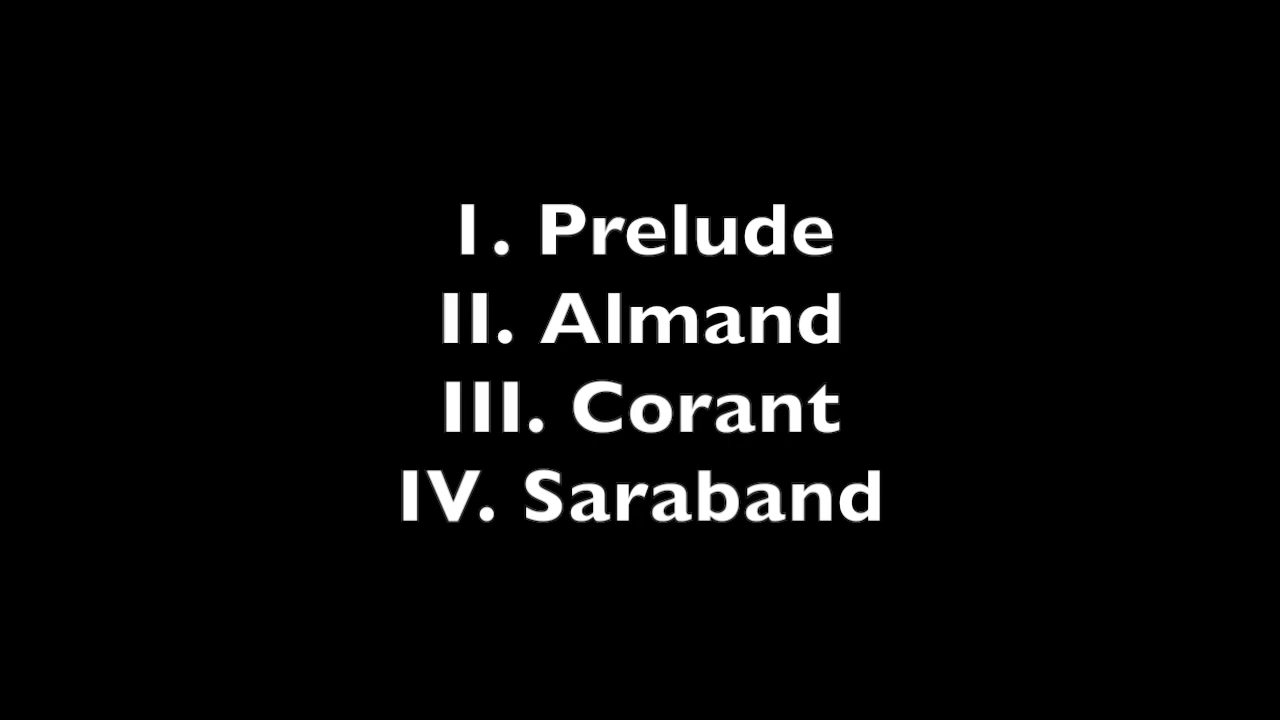 I. Prelude
II. Almand
III. Corant
IV. Saraband